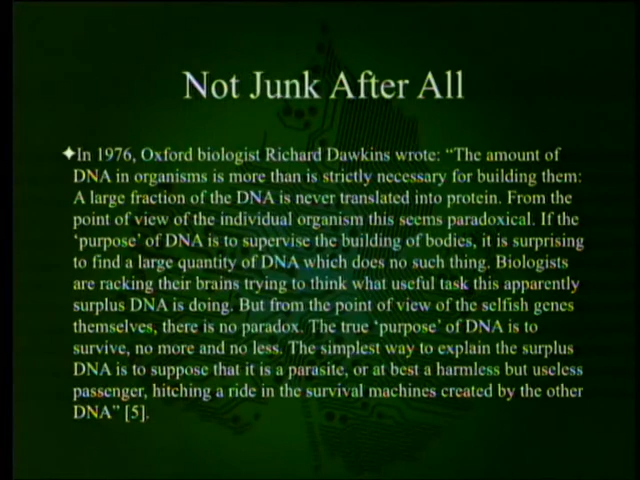 Not Junk After All
✦In 1976, Oxford biologist Richard Dawkins wrote: “The amount of
DNA in organisms is more than is strictly necessary for building them:
A large fraction of the DNA is never translated into protein. From the
point of view of the individual organism this seems paradoxical. If the
‘purpose’ of DNA is to supervise the building of bodies, it is surprising
to find a large quantity of DNA which does no such thing. Biologists
are racking their brains trying to think what useful task this apparently
surplus DNA is doing. But from the point of view of the selfish genes
themselves, there is no paradox. The true ‘purpose’ of DNA is to
survive, no more and no less. The simplest way to explain the surplus
DNA is to suppose that it is a parasite, or at best a harmless but useless
passenger, hitching a ride in the survival machines created by the other
DNA” [5].